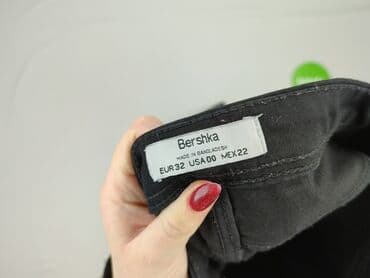 Bershka
MADE IN BANGLADESH
EUR 32 USA 00 MEX 22